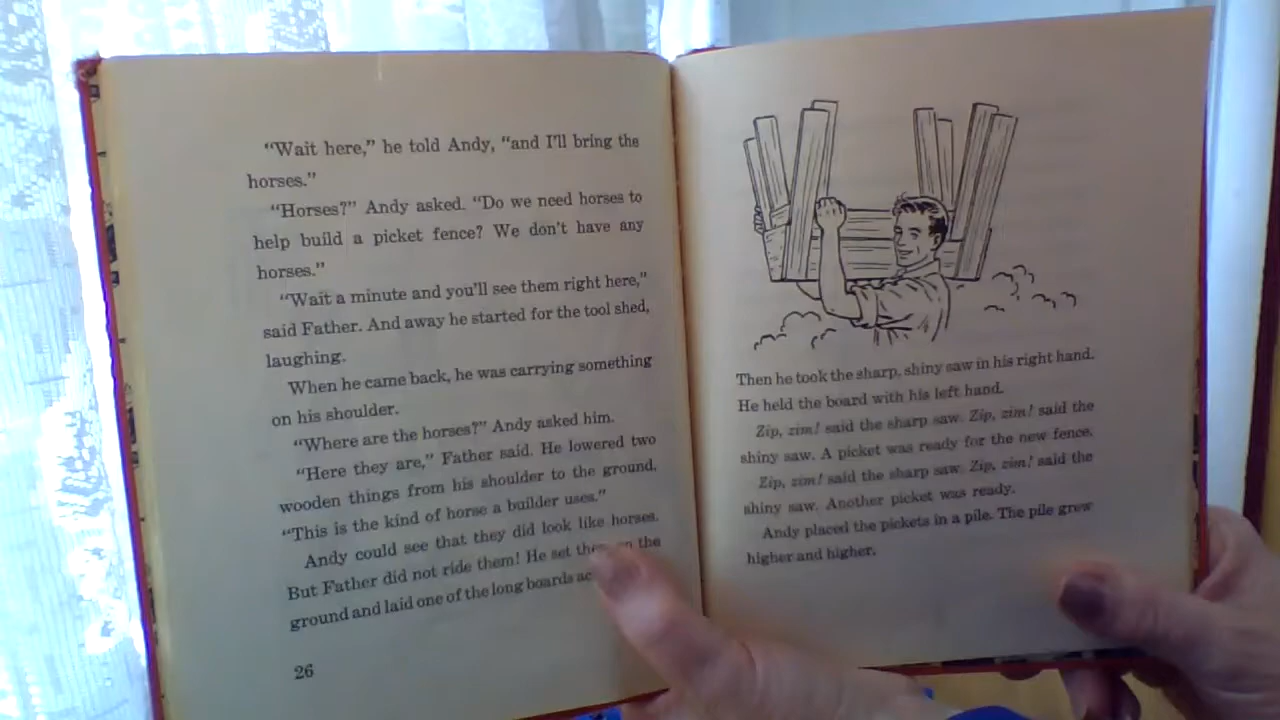 “Wait here,” he told Andy, “and I’ll bring the
horses.”
“Horses?” Andy asked. “Do we need horses to
help build a picket fence? We don’t have any
horses.”
“Wait a minute and you’ll see them right here,”
said Father. And away he started for the tool shed,
laughing.
When he came back, he was carrying something
on his shoulder.
“Where are the horses?” Andy asked him.
“Here they are,” Father said. He lowered two
wooden things from his shoulder to the ground.
“This is the kind of horse a builder uses.”
Andy could see that they did look like horses.
But Father did not ride them! He set the
ground and laid one of the long boards
26
Then he took the sharp, shiny saw in his right hand.
He held the board with his left hand.
Zip, zim! said the sharp saw. Zip, zim! said the
shiny saw. A picket was ready for the new fence.
Zip, zim! said the sharp saw. Zip, zim! said the
shiny saw. Another picket was ready.
Andy placed the pickets in a pile. The pile grew
higher and higher.